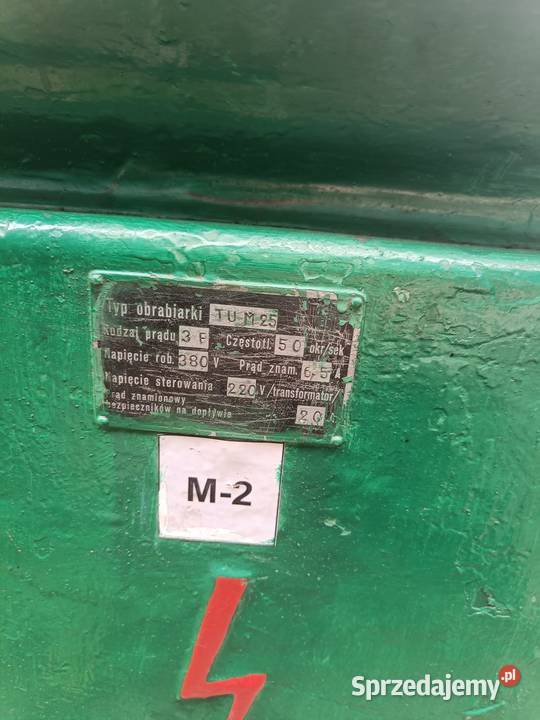 Typ obrabiarki TUM25
Rodzaj prądu 3F Częstotl. 50 okr/sek
Napięcie rob. 380 V Prąd znam. 6,5 A
Napięcie sterowania 220 V/transformator/
Prąd znamionowy
bezpieczników na dopływie 20
M-2
Sprzedajemy.pl